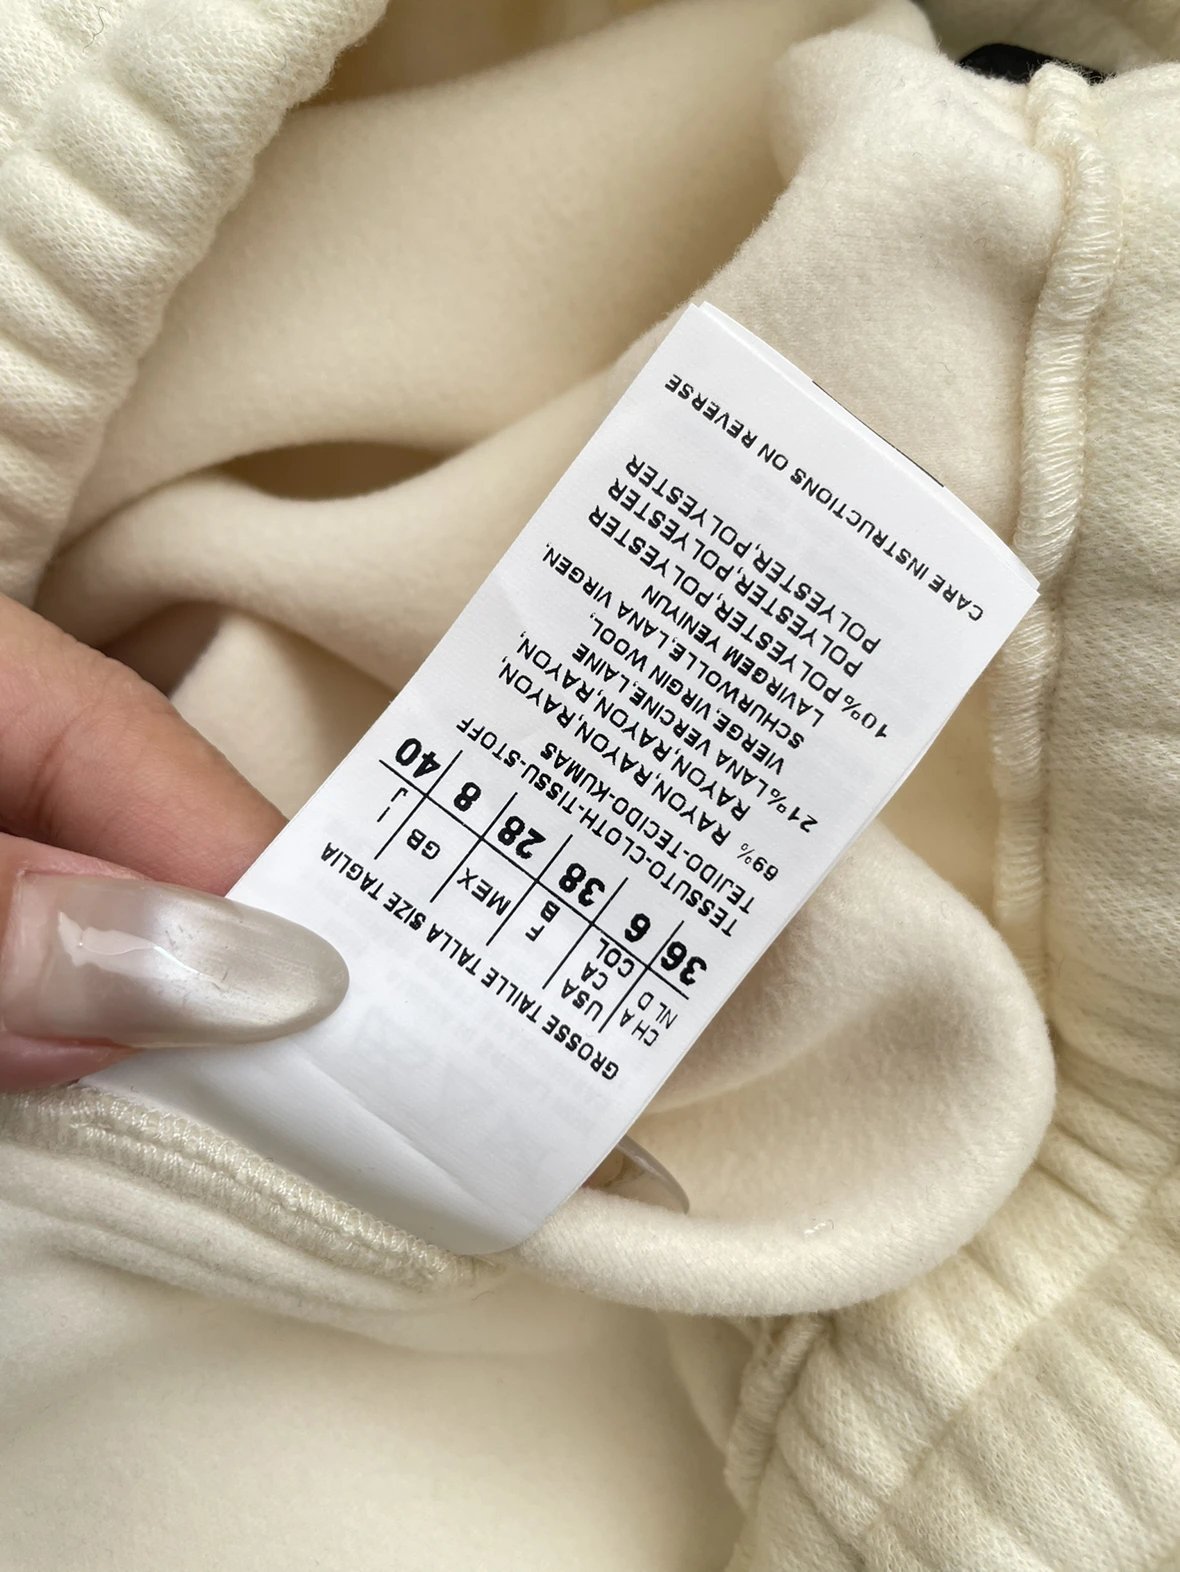 GROSSE TAILLE TALLA SIZE TAGLIA
CH A USA F MEX GB I
NL D CA B J
COL
36 6 38 28 8 40
TESSUTO-CLOTH-TISSU-STOFF
TEJIDO-TECIDO-KUMAS
69% RAYON,RAYON,RAYON,
RAYON,RAYON,RAYON,
21% LANA VERCINE,LAINE
VIERGE,VIRGIN WOOL,
SCHURWOLLE,LANA VIRGEN,
LAVIRGEM YENIYUN
10% POLYESTER,POLYESTER
POLYESTER,POLYESTER
POLYESTER,POLYESTER
CARE INSTRUCTIONS ON REVERSE